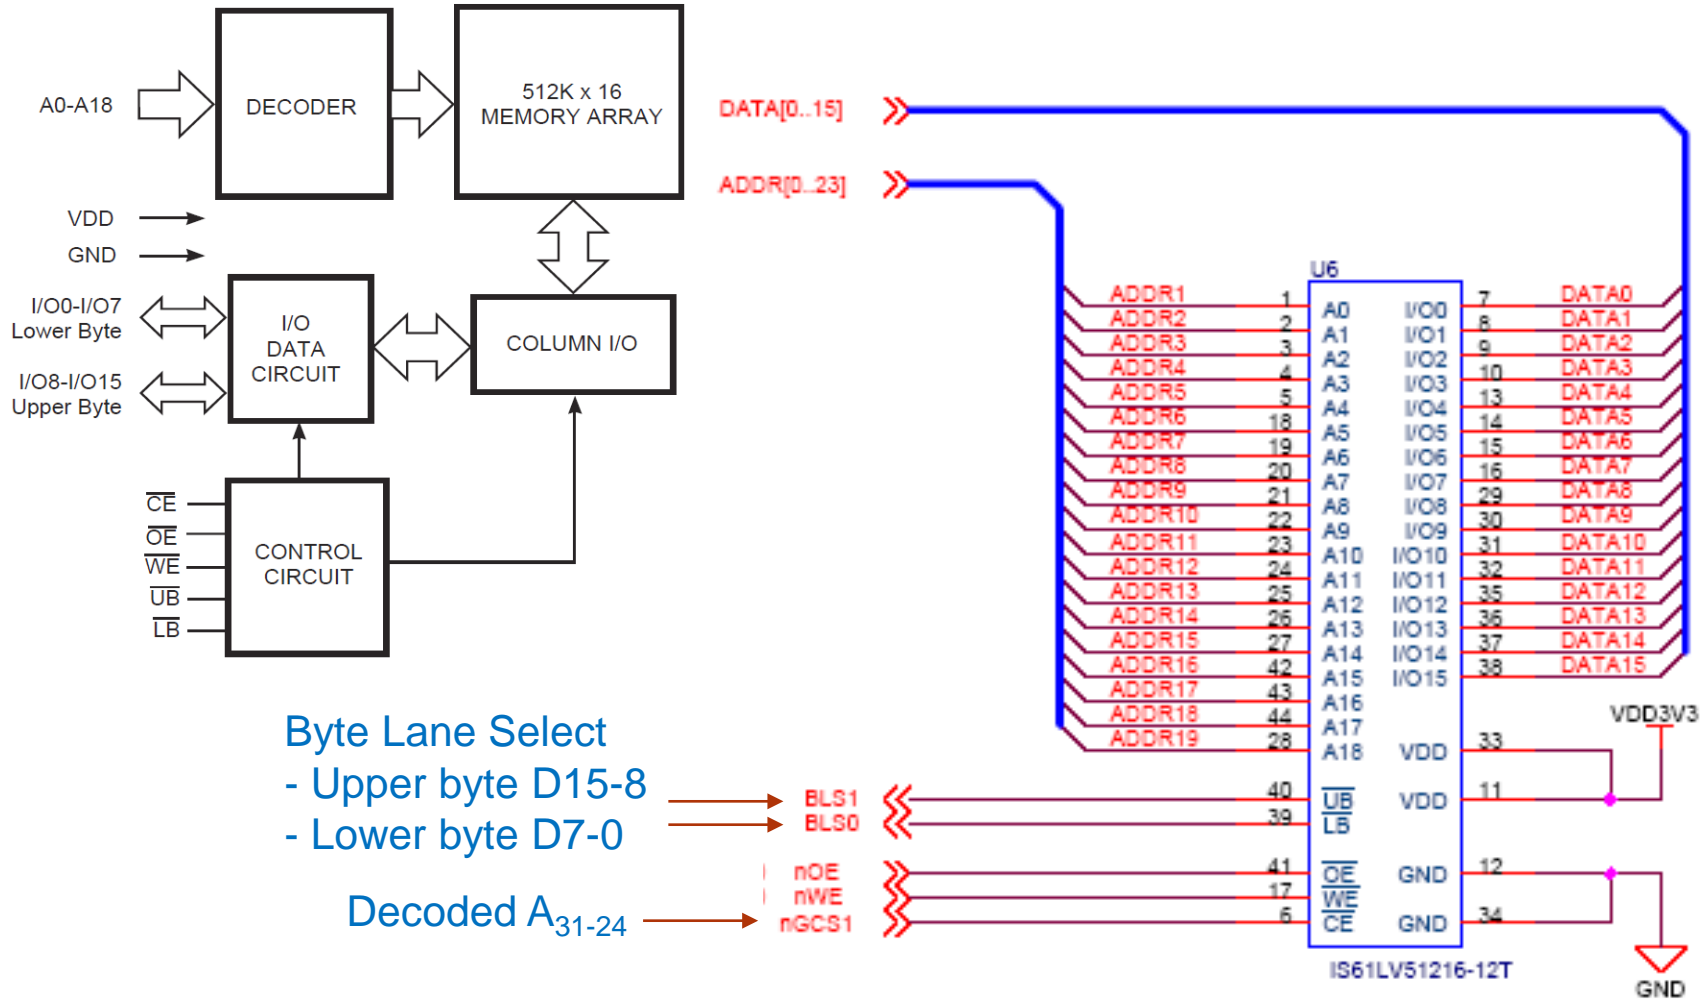 A0-A18
DECODER
512K x 16
MEMORY ARRAY
VDD
GND
I/O0-I/O7
Lower Byte
I/O8-I/O15
Upper Byte
I/O
DATA
CIRCUIT
COLUMN I/O
CE
OE
WE
UB
LB
CONTROL
CIRCUIT
Byte Lane Select
- Upper byte D15-8
- Lower byte D7-0
Decoded A31-24
DATA[0..15]
ADDR[0..23]
U6
ADDR1 1 A0 I/O0 7 DATA0
ADDR2 2 A1 I/O1 8 DATA1
ADDR3 3 A2 I/O2 9 DATA2
ADDR4 4 A3 I/O3 10 DATA3
ADDR5 5 A4 I/O4 13 DATA4
ADDR6 18 A5 I/O5 14 DATA5
ADDR7 19 A6 I/O6 15 DATA6
ADDR8 20 A7 I/O7 16 DATA7
ADDR9 21 A8 I/O8 29 DATA8
ADDR10 22 A9 I/O9 30 DATA9
ADDR11 23 A10 I/O10 31 DATA10
ADDR12 24 A11 I/O11 32 DATA11
ADDR13 25 A12 I/O12 35 DATA12
ADDR14 26 A13 I/O13 36 DATA13
ADDR15 27 A14 I/O14 37 DATA14
ADDR16 42 A15 I/O15 38 DATA15
ADDR17 43 A16
ADDR18 44 A17
ADDR19 28 A18 VDD 33
VDD3V3
BLS1 40 UB VDD 11
BLS0 39 LB
nOE 41 OE GND 12
nWE 17 WE
nGCS1 6 CE GND 34
IS61LV51216-12T
GND